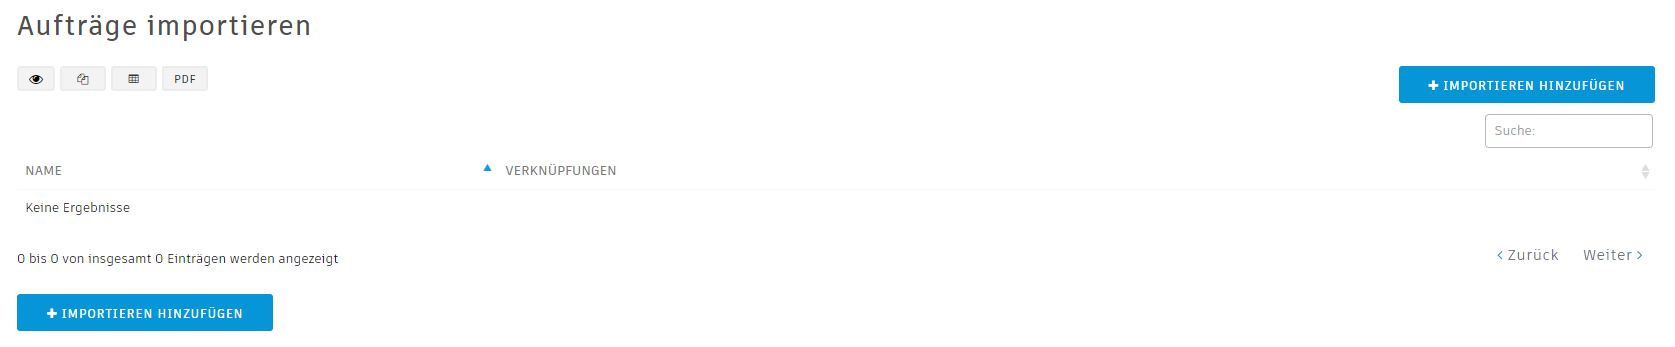 Aufträge importieren
PDF
IMPORTIEREN HINZUFÜGEN
Suche:
NAME VERKNÜPFUNGEN
Keine Ergebnisse
0 bis 0 von insgesamt 0 Einträgen werden angezeigt
Zurück Weiter
IMPORTIEREN HINZUFÜGEN